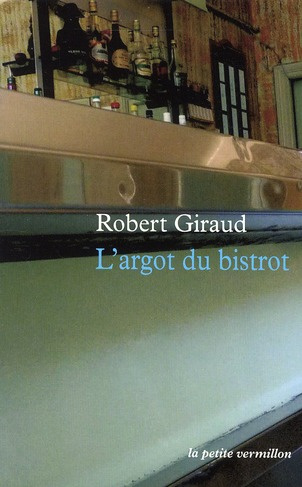 Robert Giraud
L'argot du bistrot
la petite vermillon